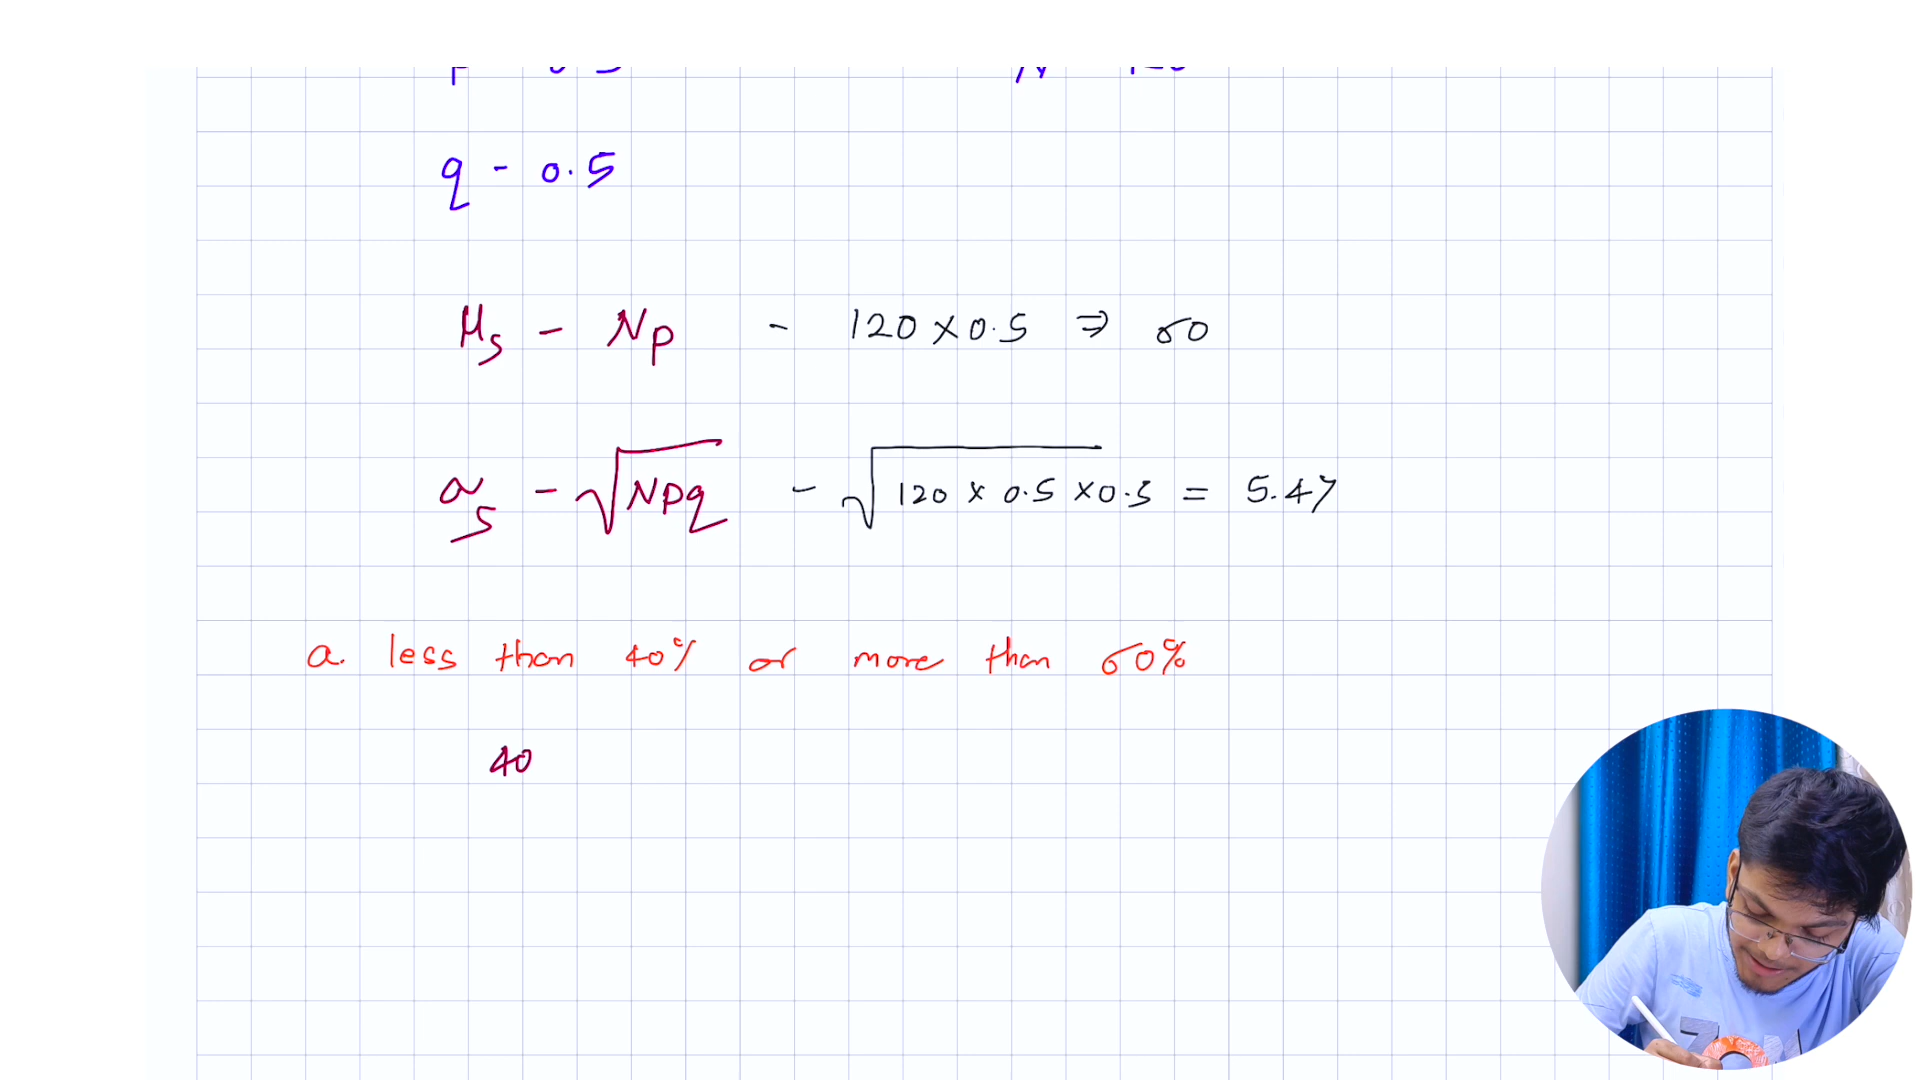 q - 0.5
μs - Np - 120 × 0.5 ⇒ 60
σs - √Npq - √120 × 0.5 × 0.5 = 5.47
a. less than 40% or more than 60%
40